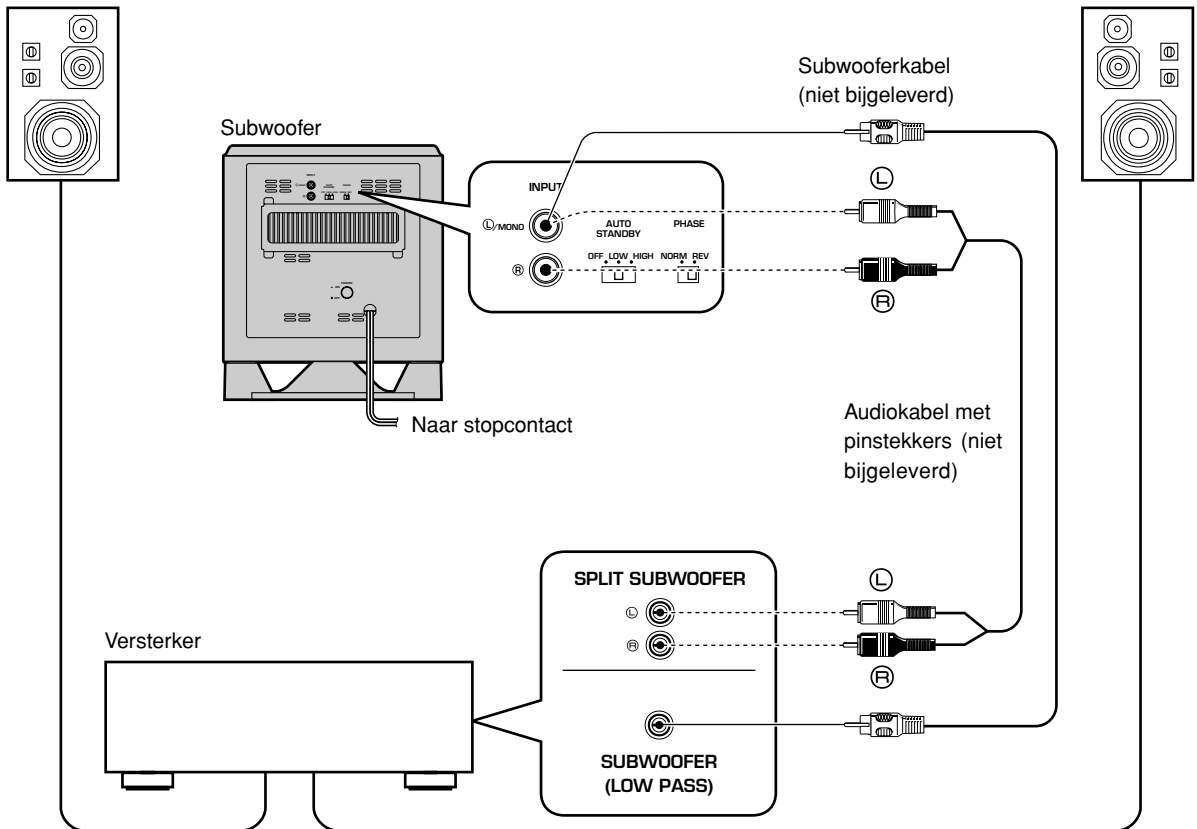 Subwooferkabel
(niet bijgeleverd)
Subwoofer
INPUT
Ⓛ/MONO
AUTO
STANDBY
PHASE
OFF LOW HIGH
NORM REV
Ⓡ
Ⓛ
Ⓡ
Naar stopcontact
Audiokabel met
pinstekkers (niet
bijgeleverd)
SPLIT SUBWOOFER
Ⓛ
Ⓡ
Ⓛ
Ⓡ
Versterker
SUBWOOFER
(LOW PASS)